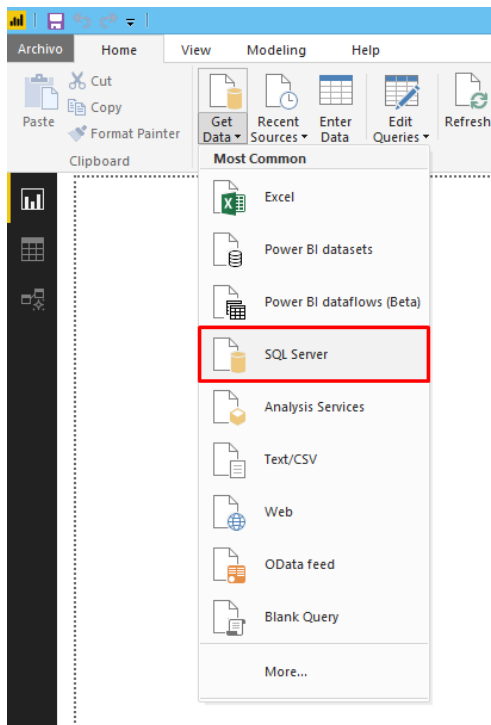 Archivo
Home
View
Modeling
Help
Paste
Cut
Copy
Format Painter
Clipboard
Get
Data
Recent
Sources
Enter
Data
Edit
Queries
Refresh
Most Common
Excel
Power BI datasets
Power BI dataflows (Beta)
SQL Server
Analysis Services
Text/CSV
Web
OData feed
Blank Query
More...